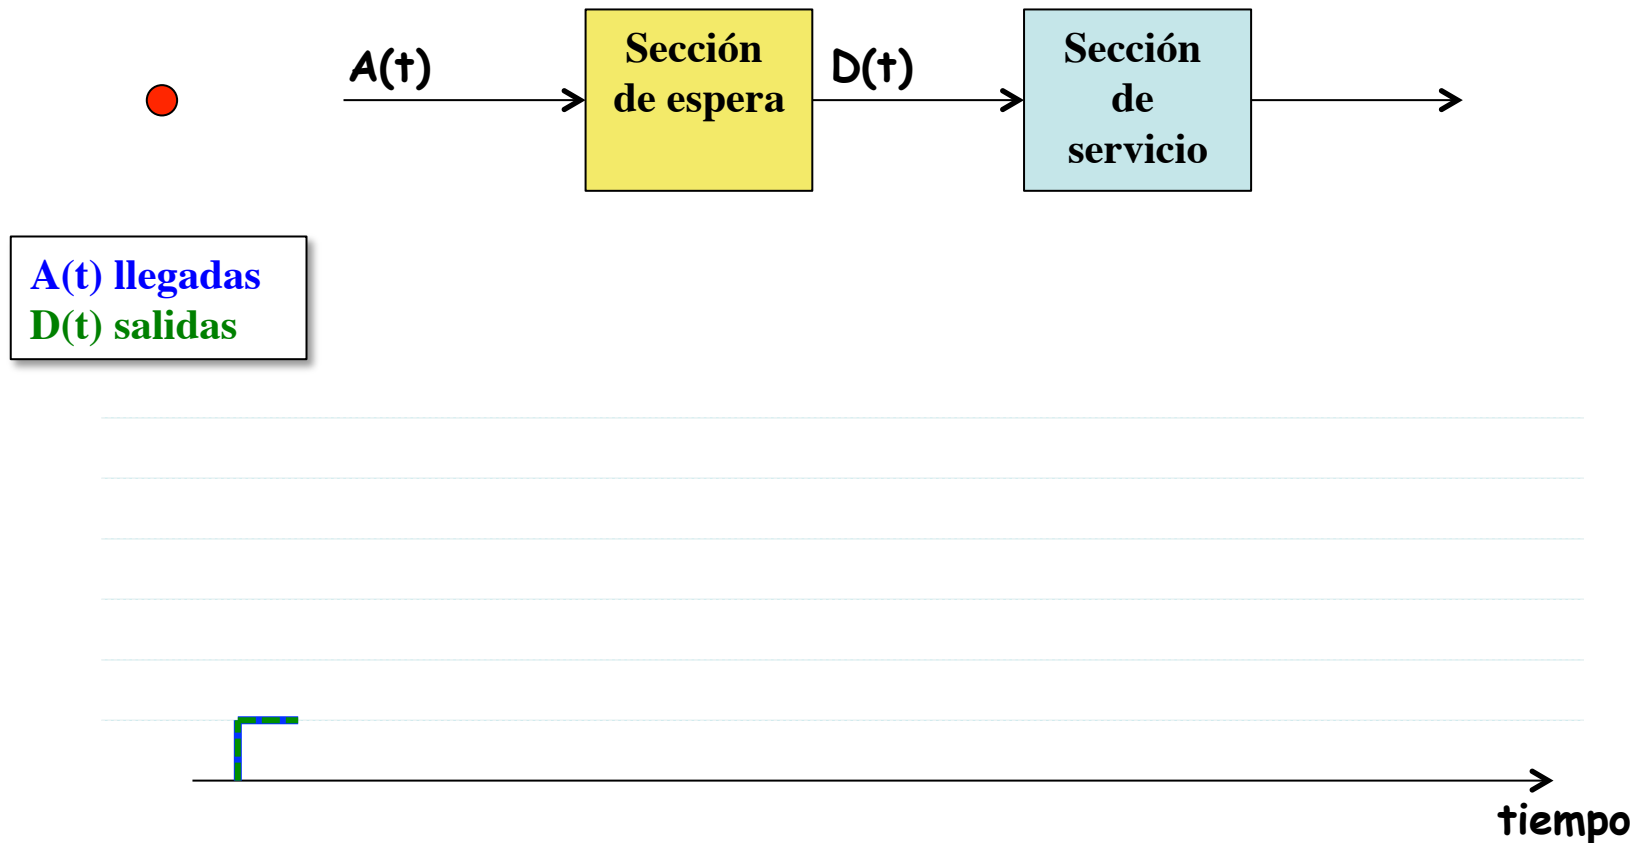 A(t)
Sección
de espera
D(t)
Sección
de
servicio
A(t) llegadas
D(t) salidas
tiempo